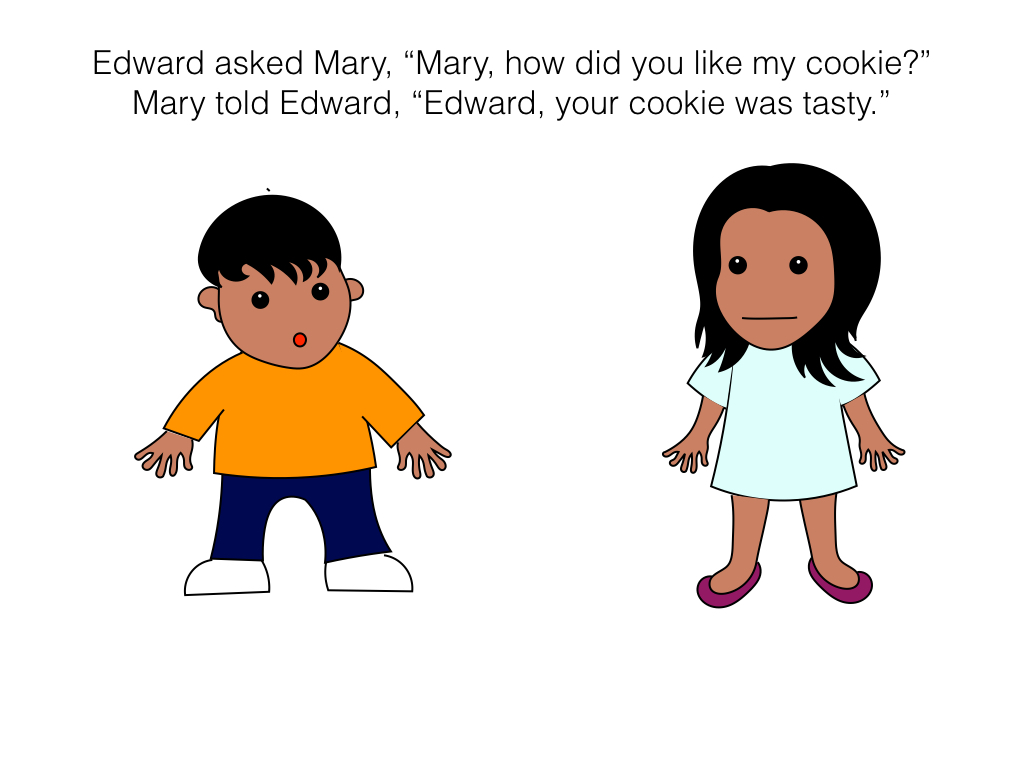 Edward asked Mary, “Mary, how did you like my cookie?”
Mary told Edward, “Edward, your cookie was tasty.”